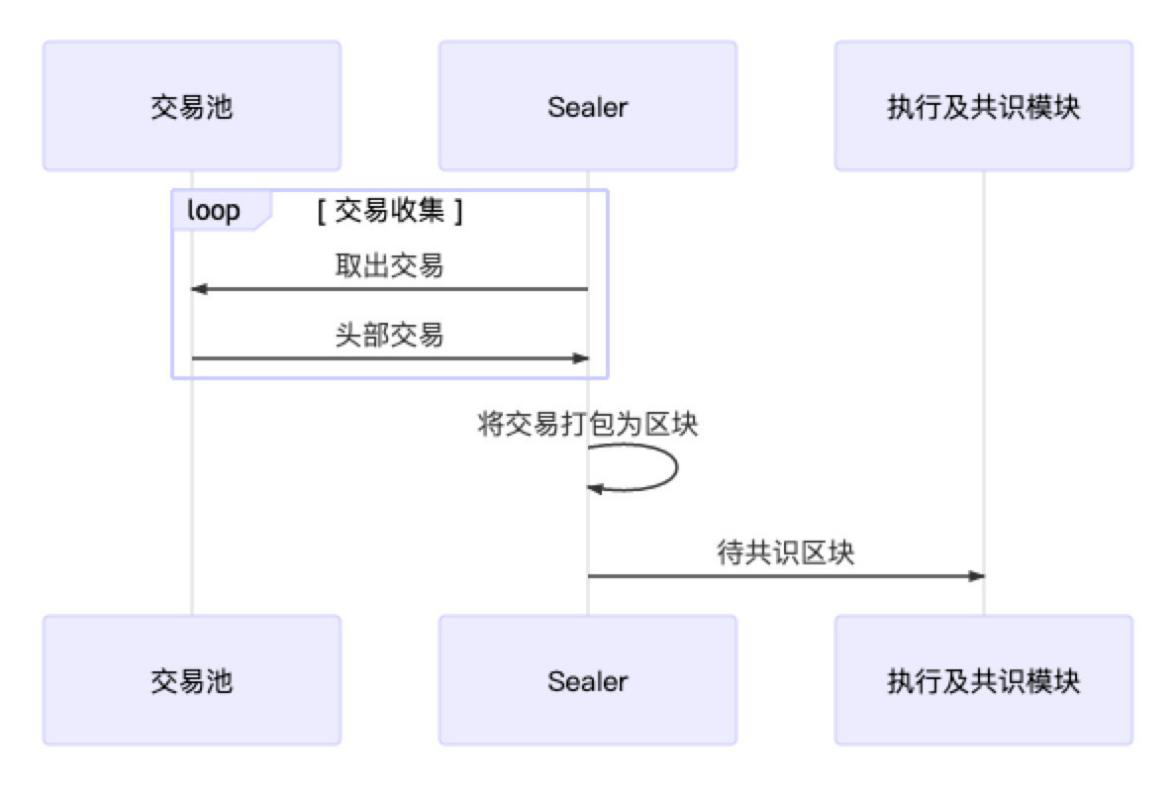 交易池
Sealer
执行及共识模块
loop
[ 交易收集 ]
取出交易
头部交易
将交易打包为区块
待共识区块
交易池
Sealer
执行及共识模块